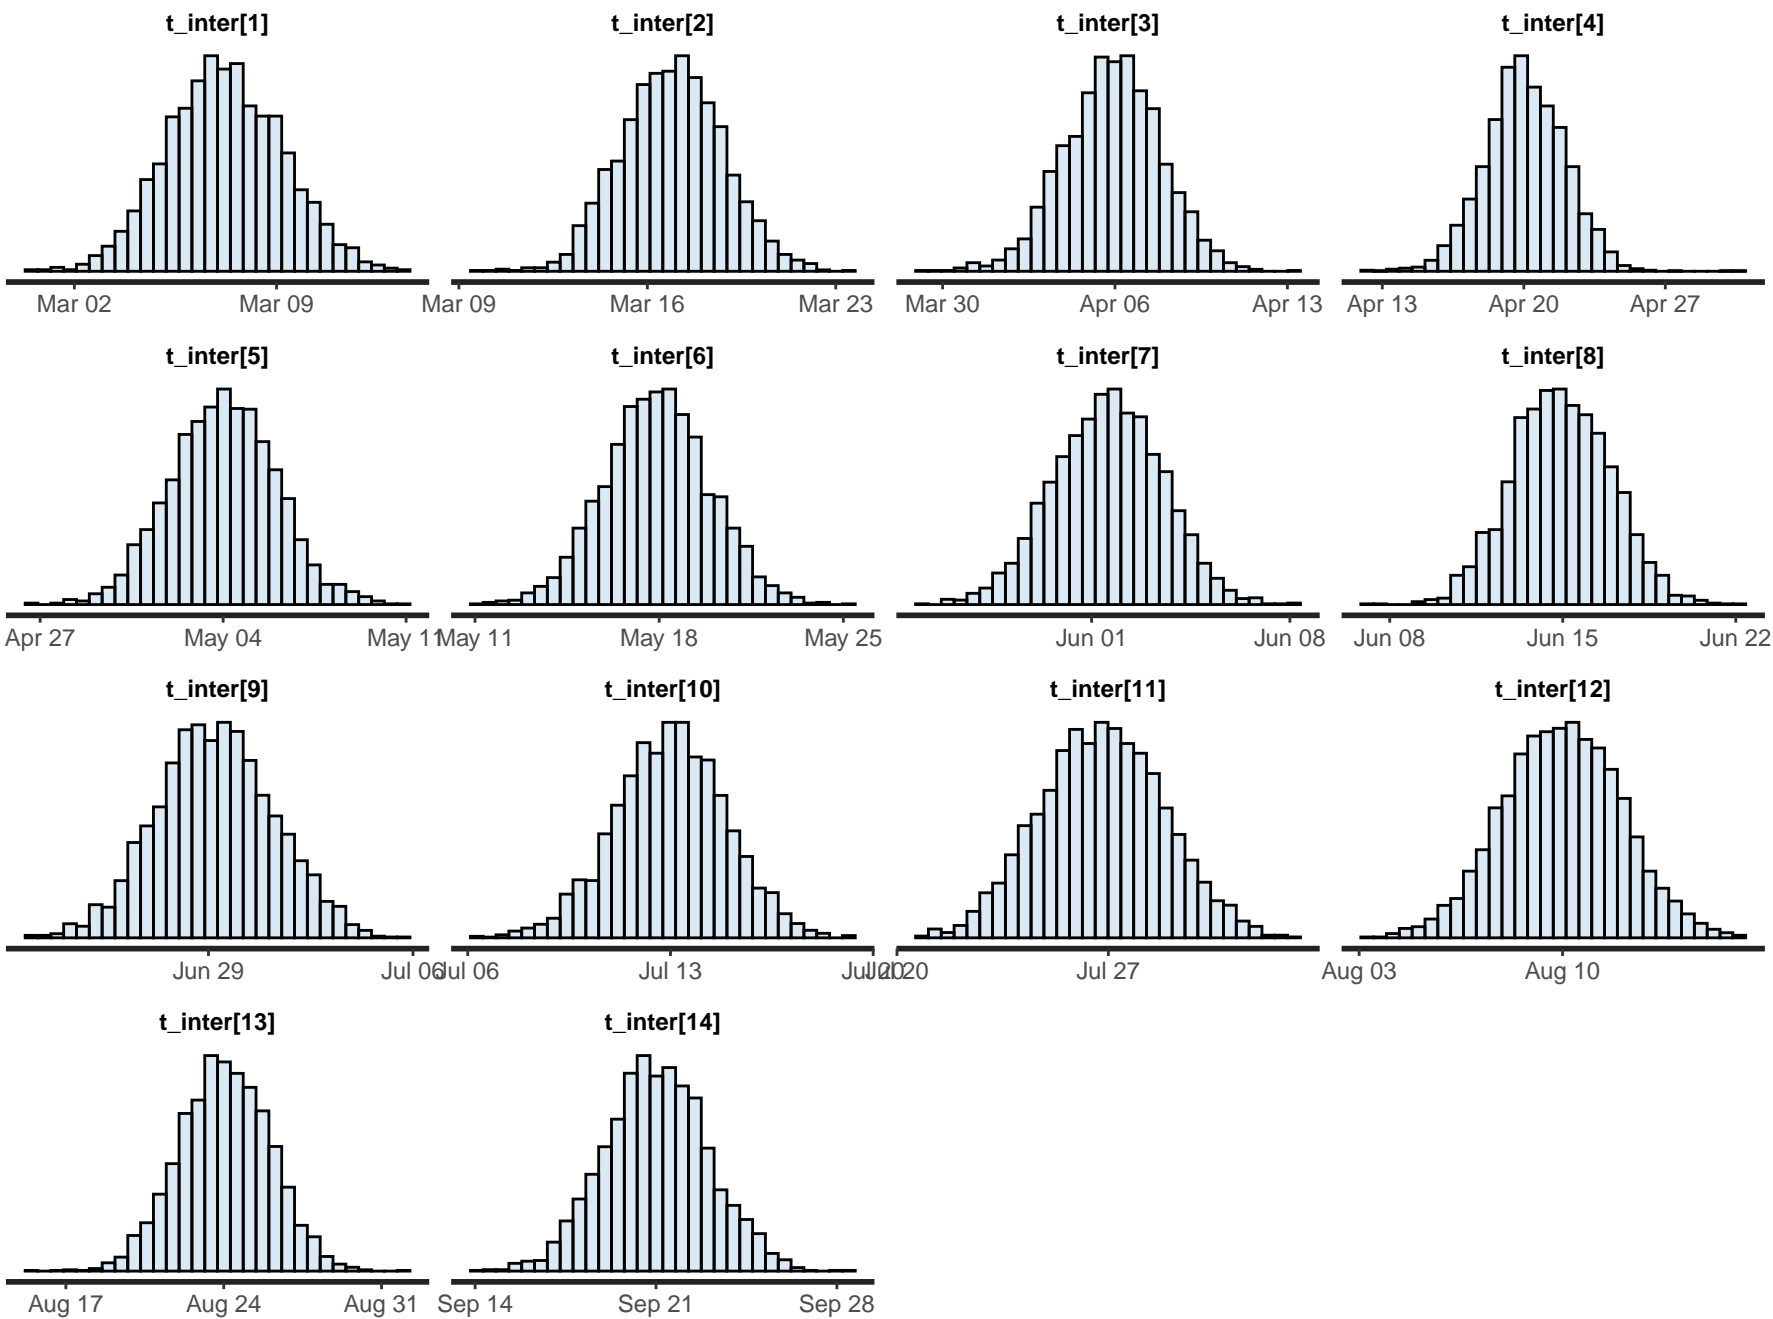 t_inter[1] t_inter[2] t_inter[3] t_inter[4]
Mar 02 Mar 09 Mar 09 Mar 16 Mar 23 Mar 30 Apr 06 Apr 13 Apr 13 Apr 20 Apr 27
t_inter[5] t_inter[6] t_inter[7] t_inter[8]
Apr 27 May 04 May 11 May 11 May 18 May 25 Jun 01 Jun 08 Jun 08 Jun 15 Jun 22
t_inter[9] t_inter[10] t_inter[11] t_inter[12]
Jun 29 Jul 06 Jul 06 Jul 13 Jul 20 Jul 20 Jul 27 Aug 03 Aug 10
t_inter[13] t_inter[14]
Aug 17 Aug 24 Aug 31 Sep 14 Sep 21 Sep 28